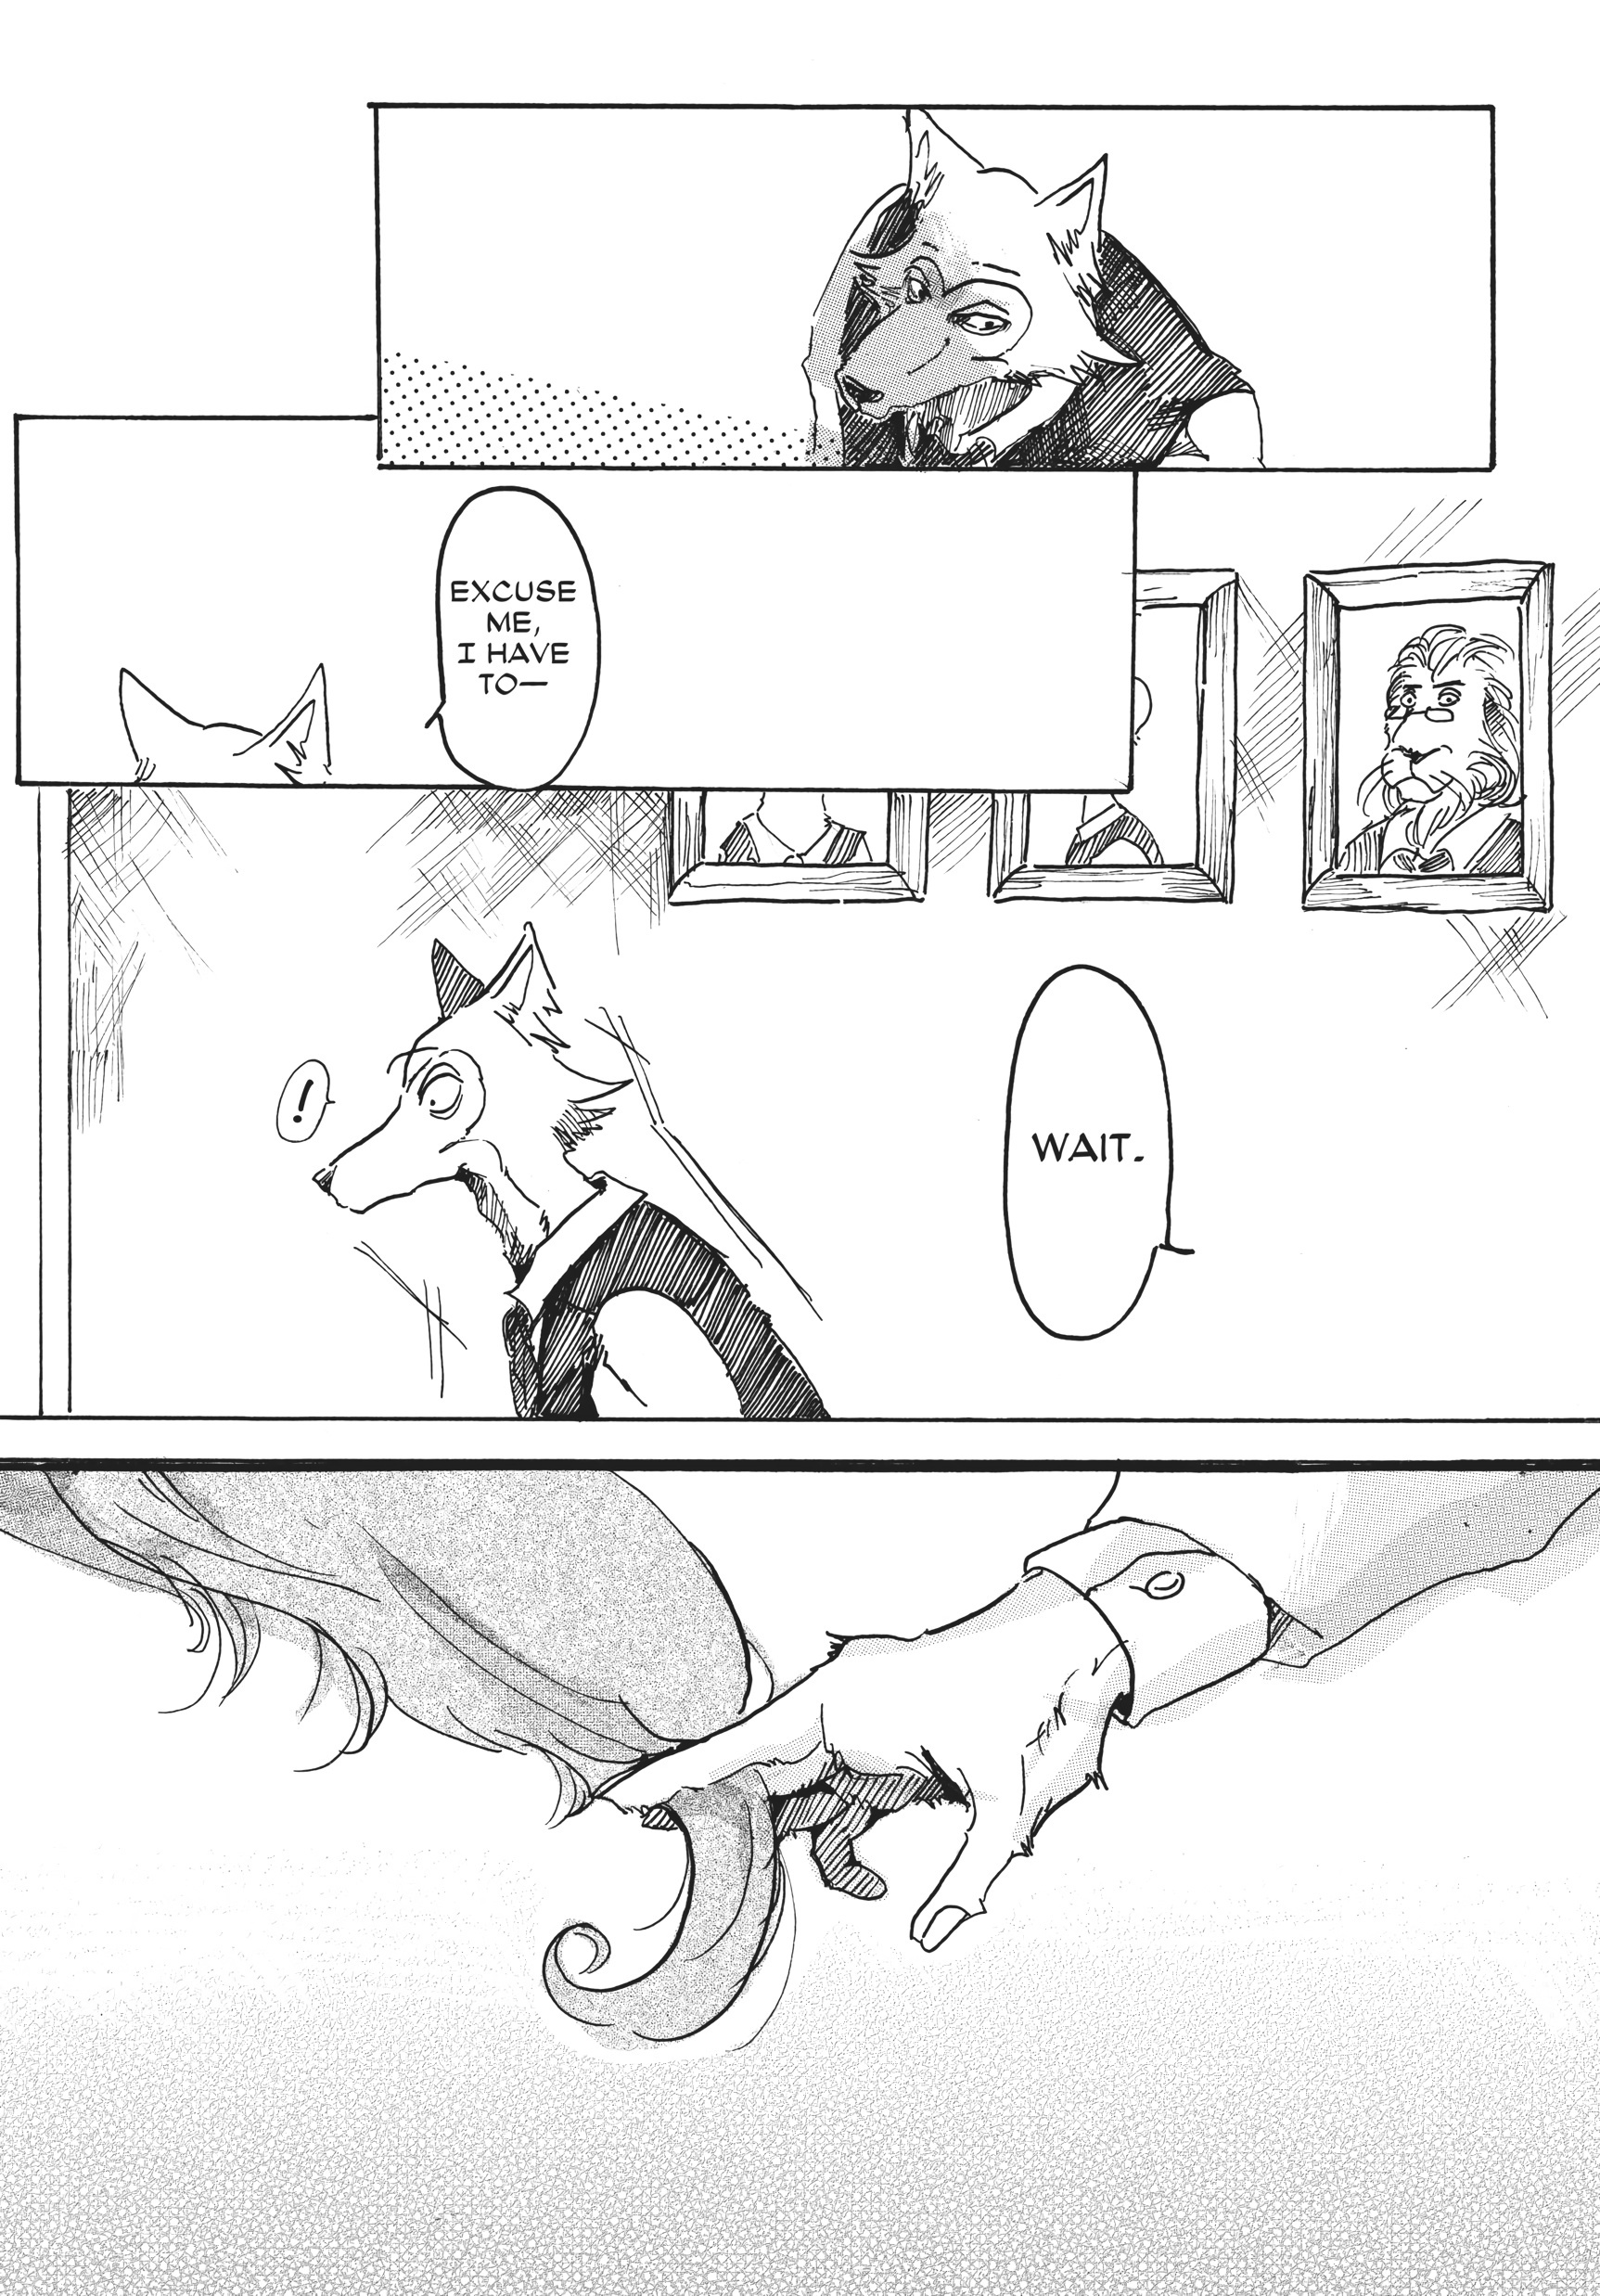 EXCUSE
ME,
I HAVE
TO—
!
WAIT.